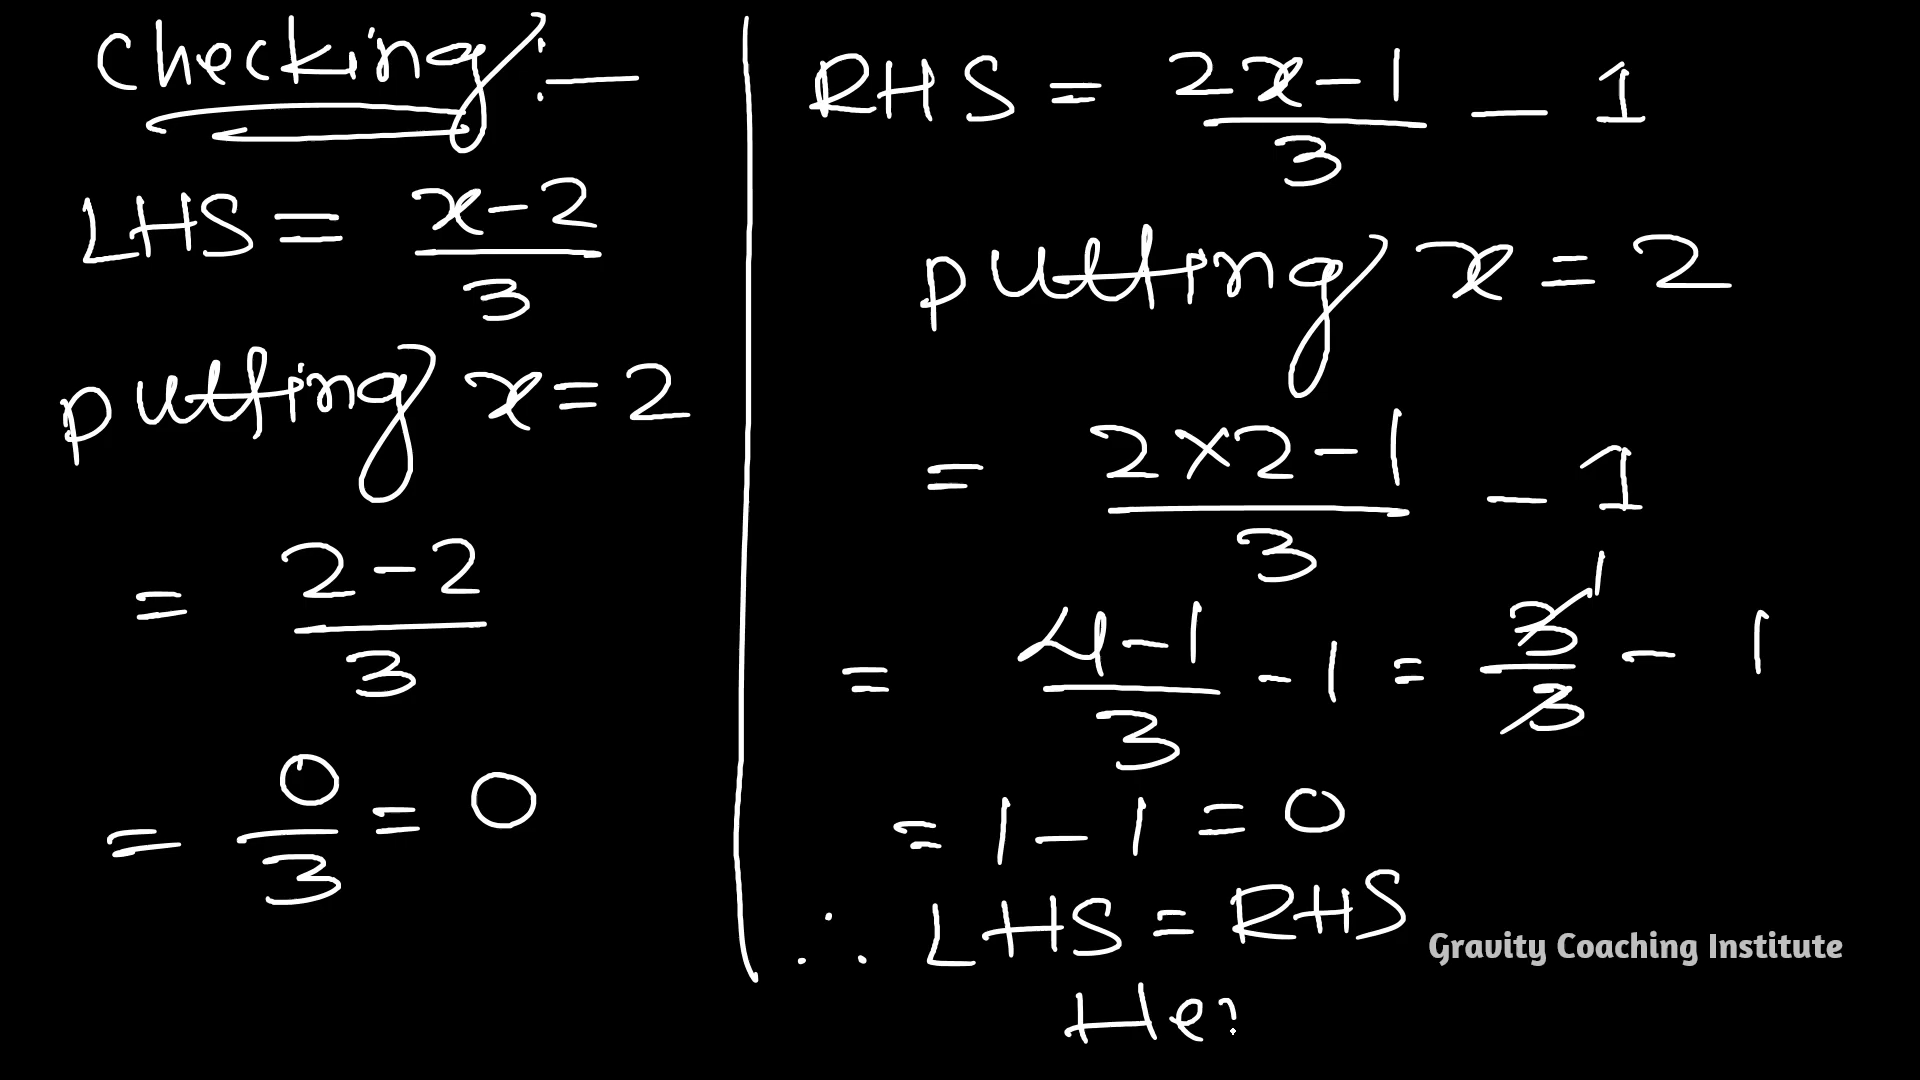 checking :—
LHS = x-2/3
putting x=2
= 2-2/3
= 0/3 = 0
RHS = 2x-1/3 - 1
putting x=2
= 2×2-1/3 - 1
= 4-1/3 - 1 = 3/3 1 - 1
= 1-1 = 0
∴ LHS = RHS
Gravity Coaching Institute